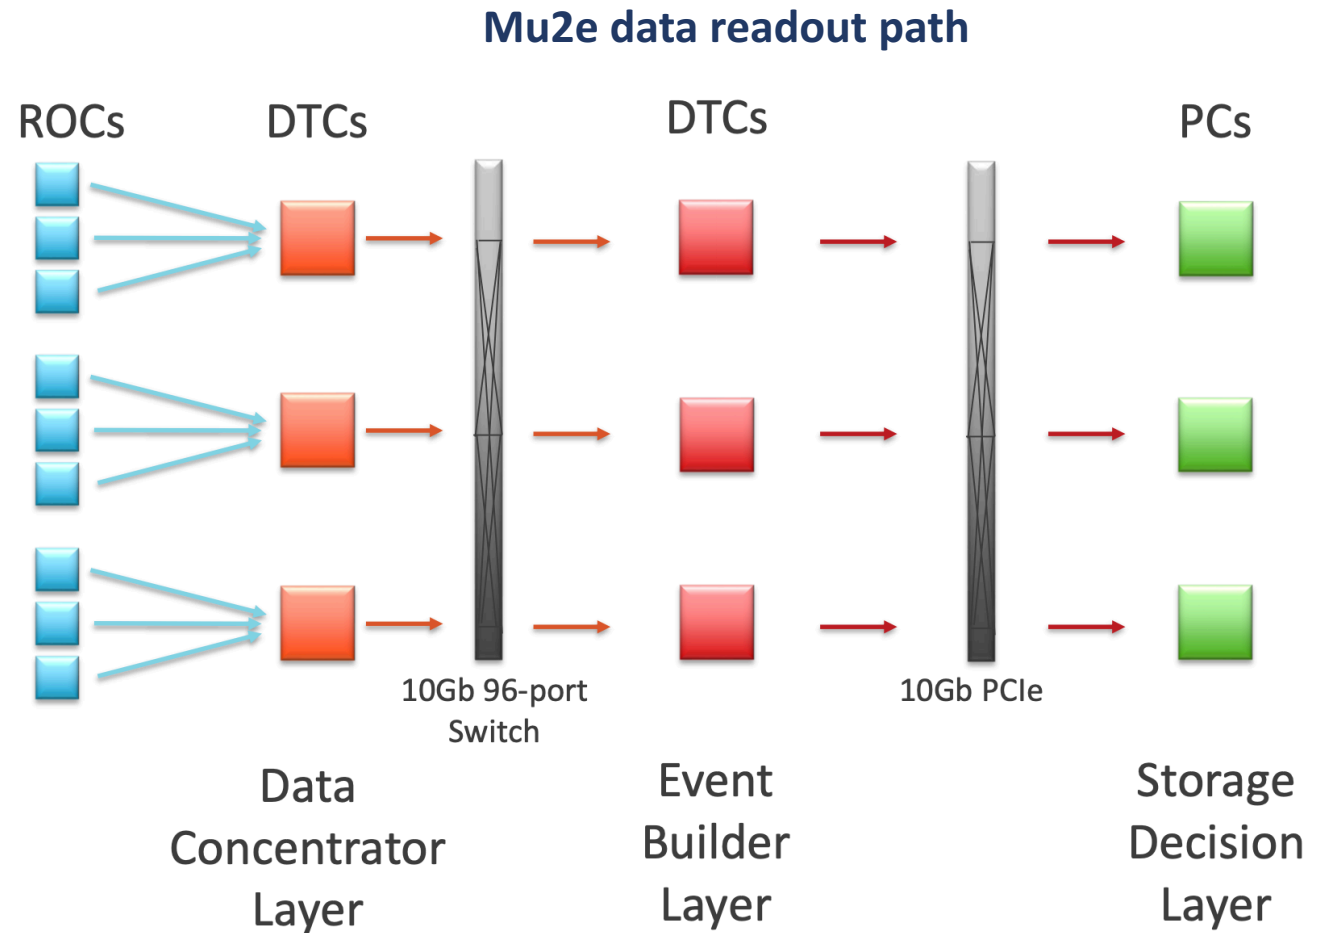 Mu2e data readout path
ROCs
DTCs
DTCs
PCs
10Gb 96-port
Switch
10Gb PCIe
Data
Concentrator
Layer
Event
Builder
Layer
Storage
Decision
Layer